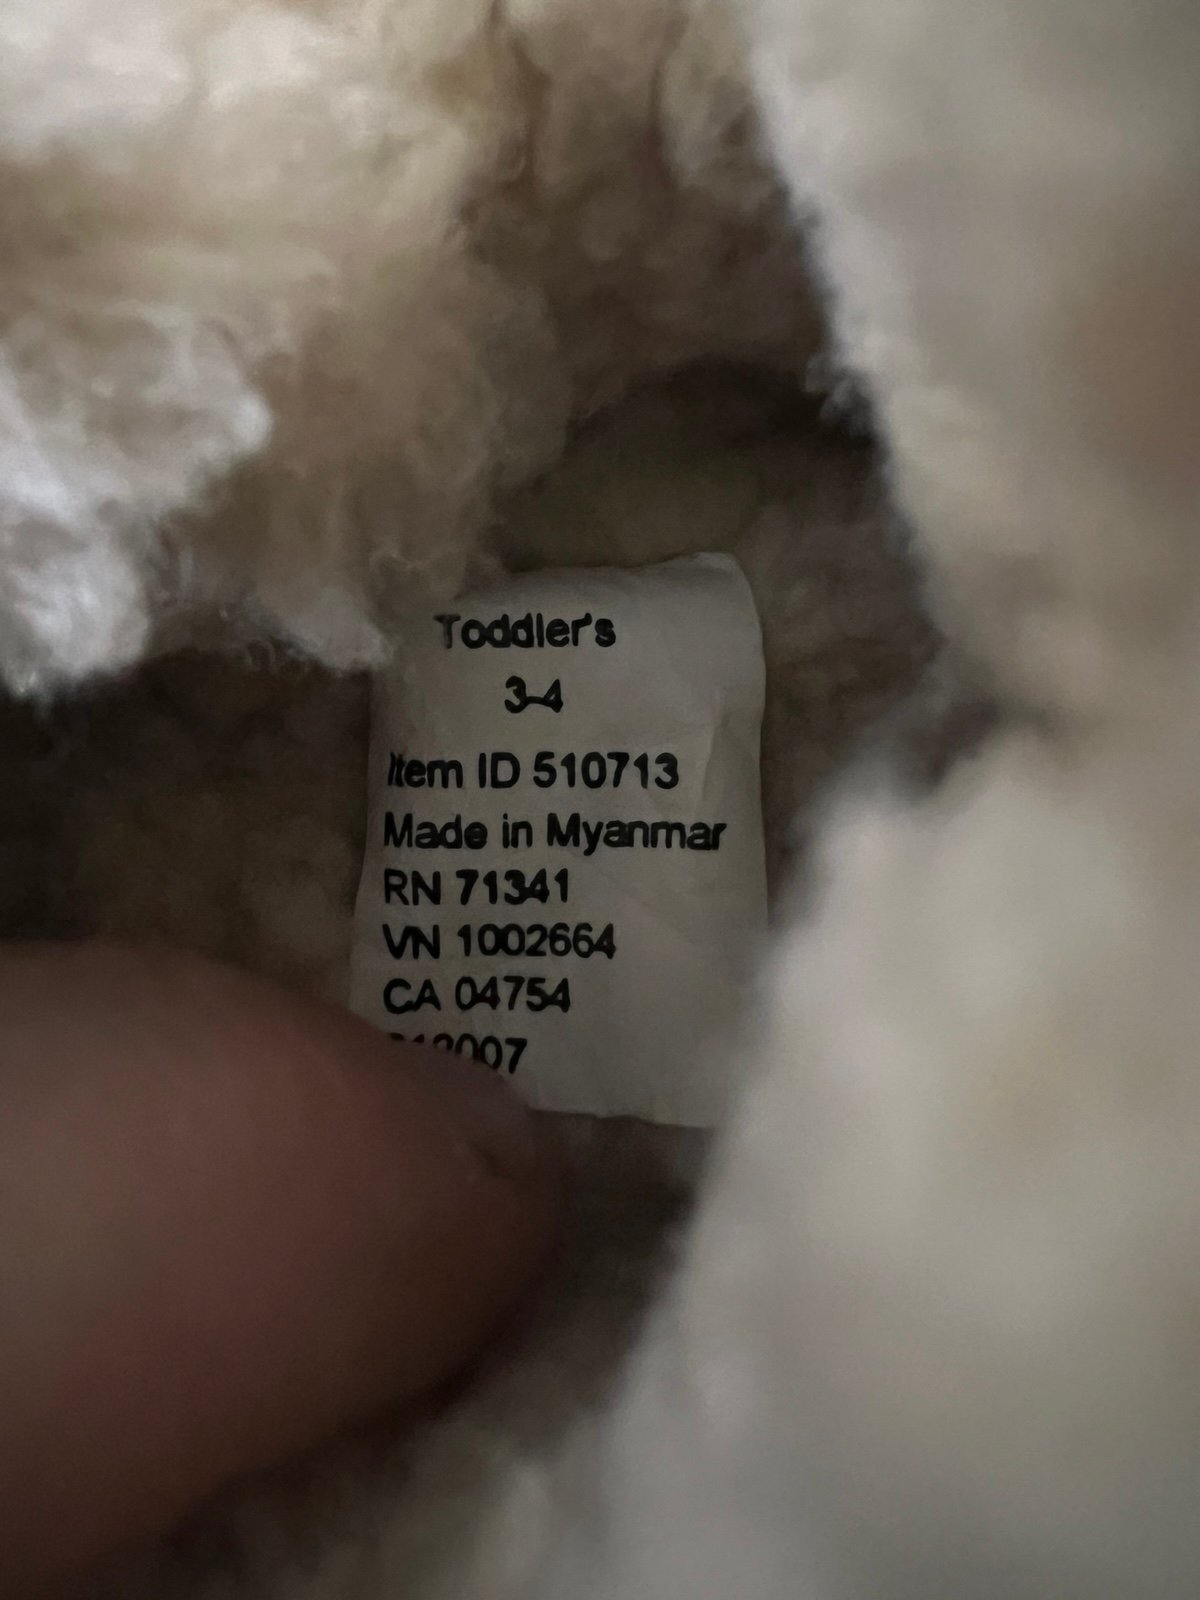 Toddler's
3-4
Item ID 510713
Made in Myanmar
RN 71341
VN 1002664
CA 04754